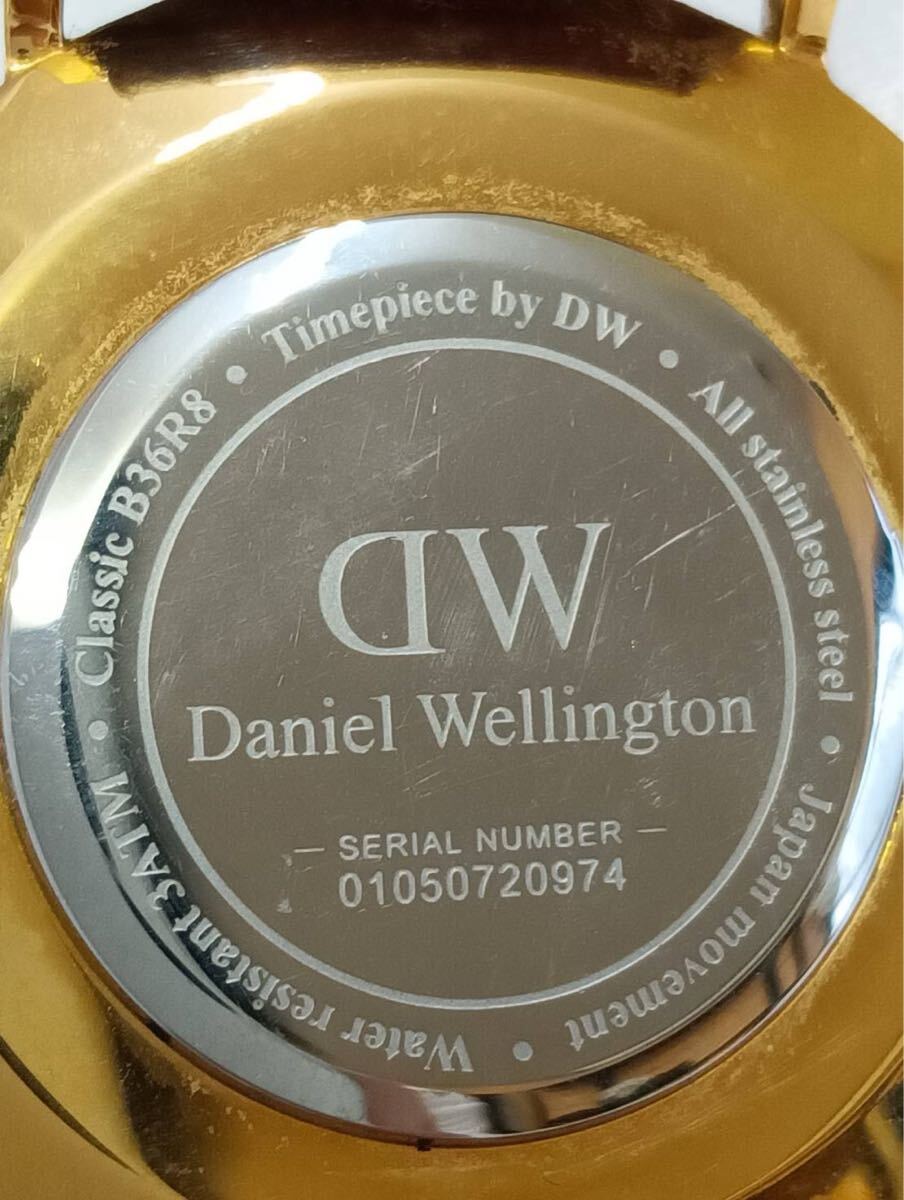 Timepiece by DW • All stainless steel • Japan movement • Water resistant 3ATM • Classic B36R8 •
DW
Daniel Wellington
— SERIAL NUMBER —
01050720974